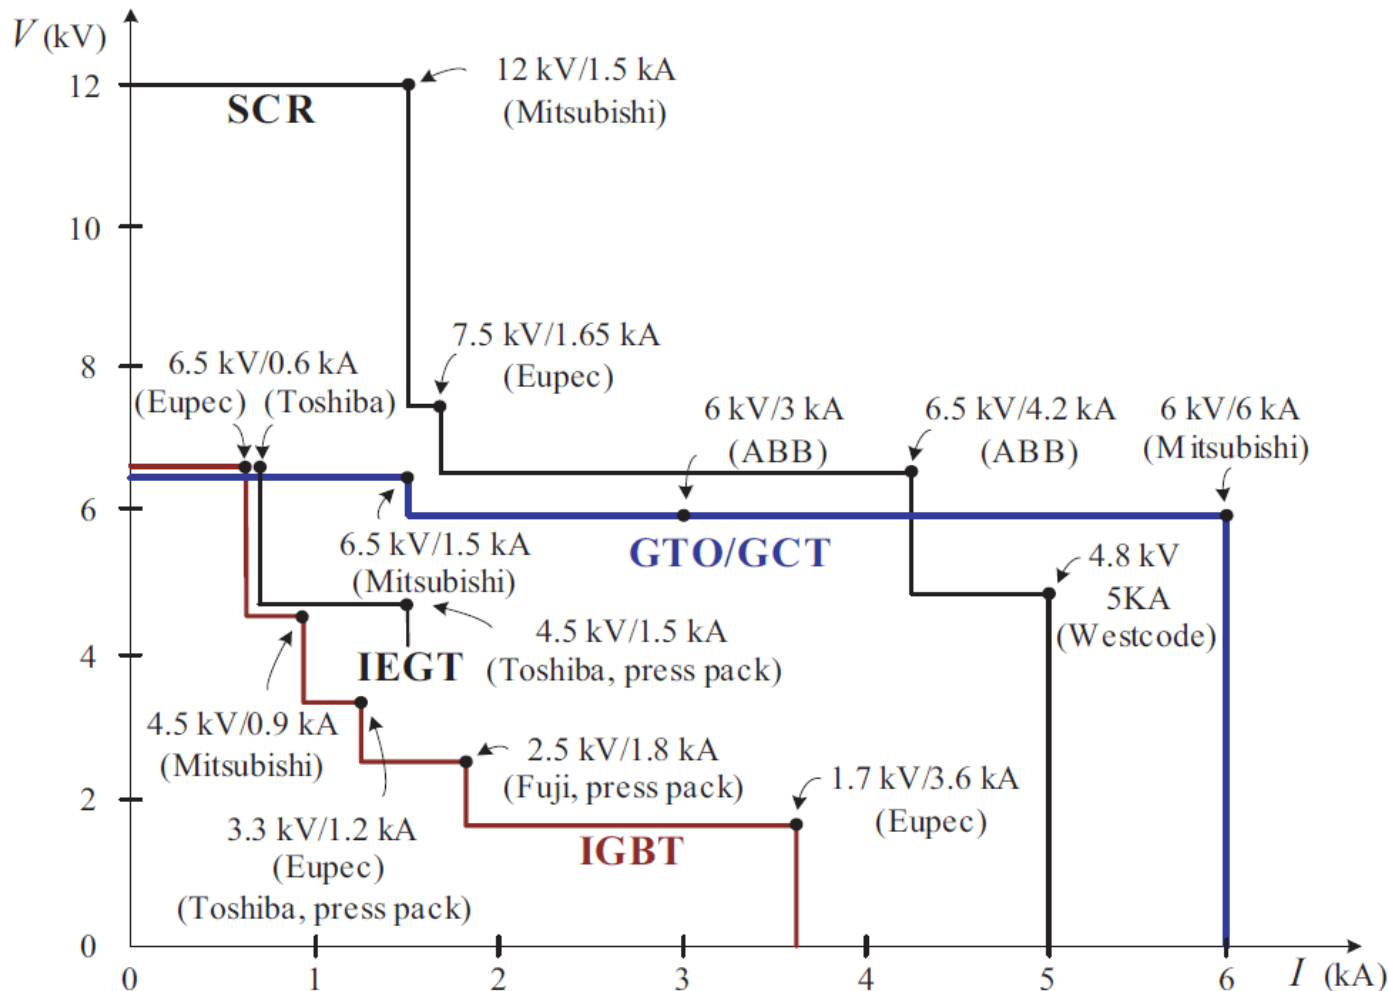 V (kV)
12
12 kV/1.5 kA
(Mitsubishi)
SCR
10
7.5 kV/1.65 kA
(Eupec)
8
6.5 kV/0.6 kA
(Eupec) (Toshiba)
6 kV/3 kA
(ABB)
6.5 kV/4.2 kA
(ABB)
6 kV/6 kA
(Mitsubishi)
6
6.5 kV/1.5 kA
(Mitsubishi)
GTO/GCT
4.8 kV
5KA
(Westcode)
4.5 kV/1.5 kA
(Toshiba, press pack)
IEGT
4
4.5 kV/0.9 kA
(Mitsubishi)
2.5 kV/1.8 kA
(Fuji, press pack)
1.7 kV/3.6 kA
(Eupec)
2
3.3 kV/1.2 kA
(Eupec)
(Toshiba, press pack)
IGBT
0
0 1 2 3 4 5 6 I (kA)